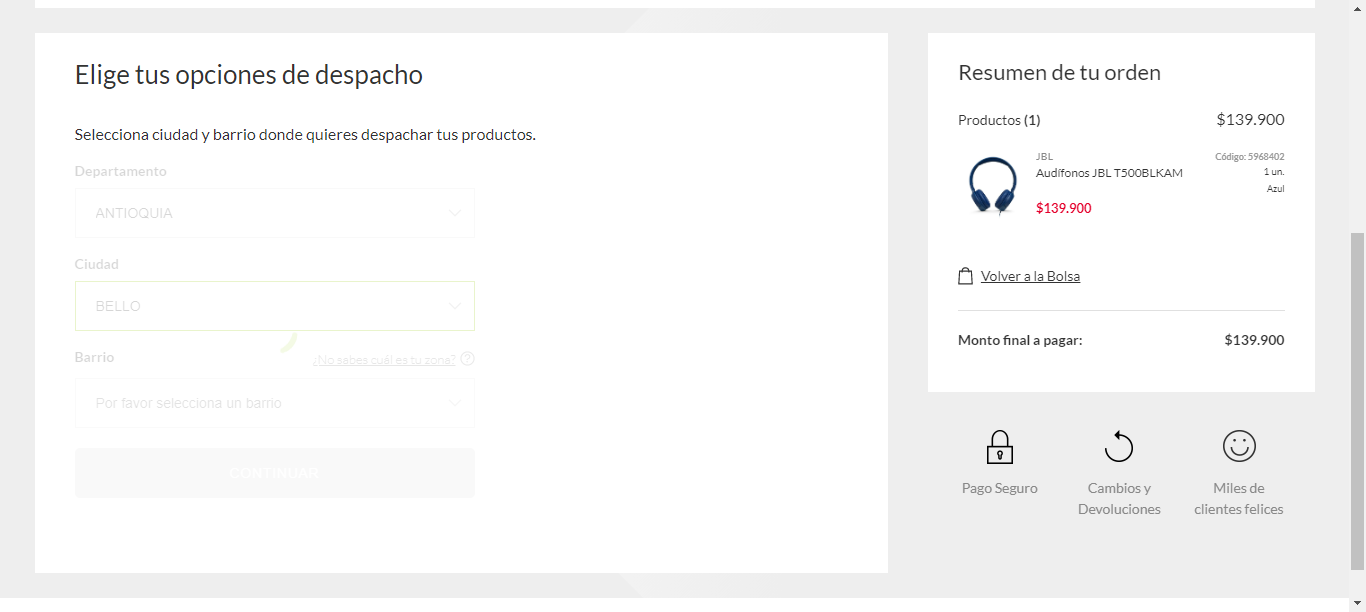 Elige tus opciones de despacho
Selecciona ciudad y barrio donde quieres despachar tus productos.
Departamento
ANTIOQUIA
Ciudad
BELLO
Barrio
¿No sabes cuál es tu zona? ?
Por favor selecciona un barrio
CONTINUAR
Resumen de tu orden
Productos (1) $139.900
JBL Código: 5968402
Audífonos JBL T500BLKAM 1 un.
Azul
$139.900
Volver a la Bolsa
Monto final a pagar: $139.900
Pago Seguro
Cambios y
Devoluciones
Miles de
clientes felices